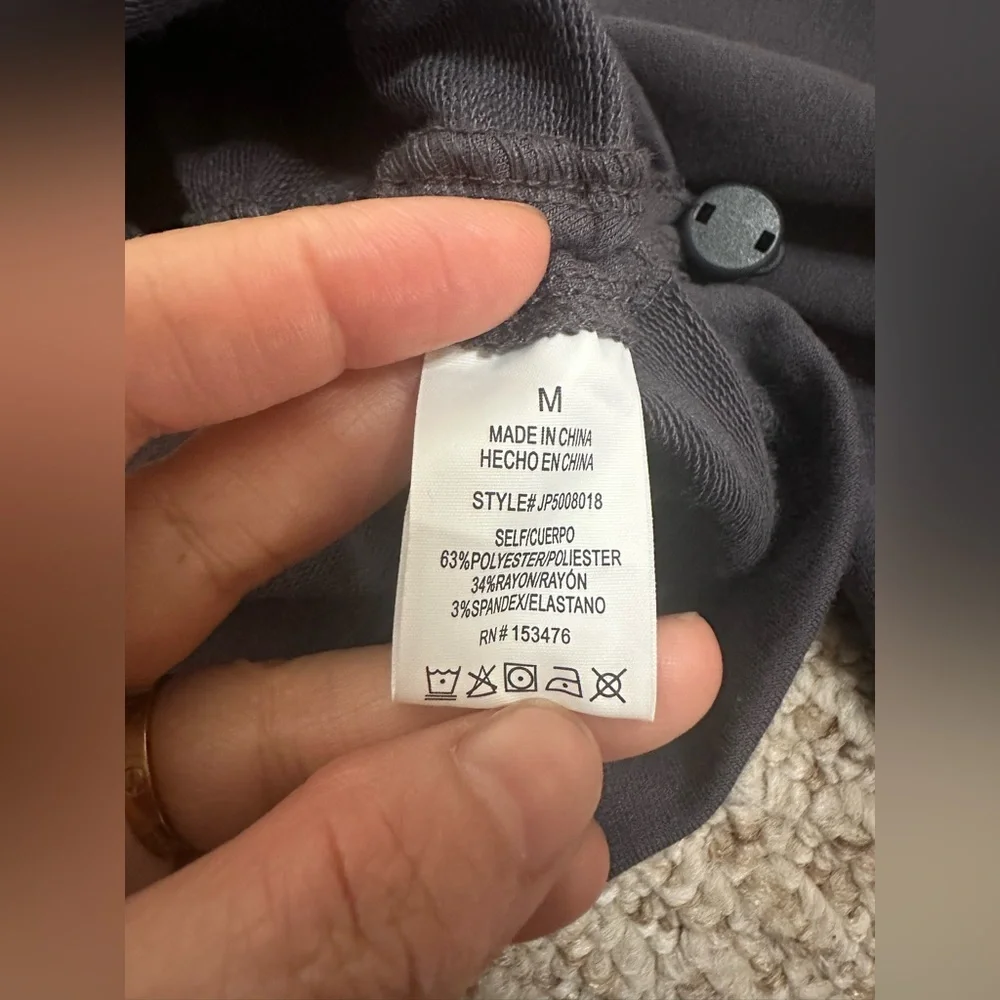 M
MADE IN CHINA
HECHO EN CHINA
STYLE# JP5008018
SELF/CUERPO
63%POLYESTER/POLIESTER
34%RAYON/RAYÓN
3%SPANDEX/ELASTANO
RN# 153476